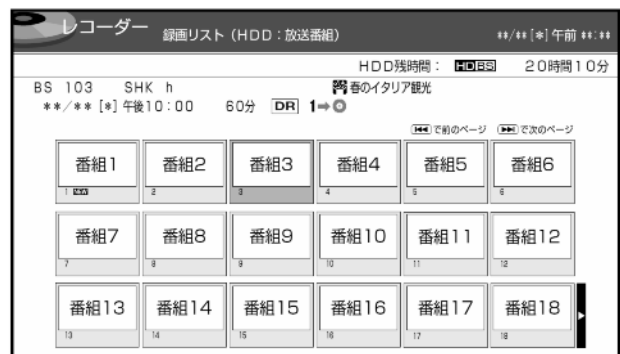 レコーダー 録画リスト（HDD：放送番組） **/**[*]午前 **:**
HDD残時間： HDBS 20時間10分
BS 103 SHK h 春のイタリア観光
**/** [*] 午後10：00 60分 DR 1➡
で前のページ で次のページ
番組1 番組2 番組3 番組4 番組5 番組6
1 NEW 2 3 4 5 6
番組7 番組8 番組9 番組10 番組11 番組12
7 8 9 10 11 12
番組13 番組14 番組15 番組16 番組17 番組18
13 14 15 16 17 18